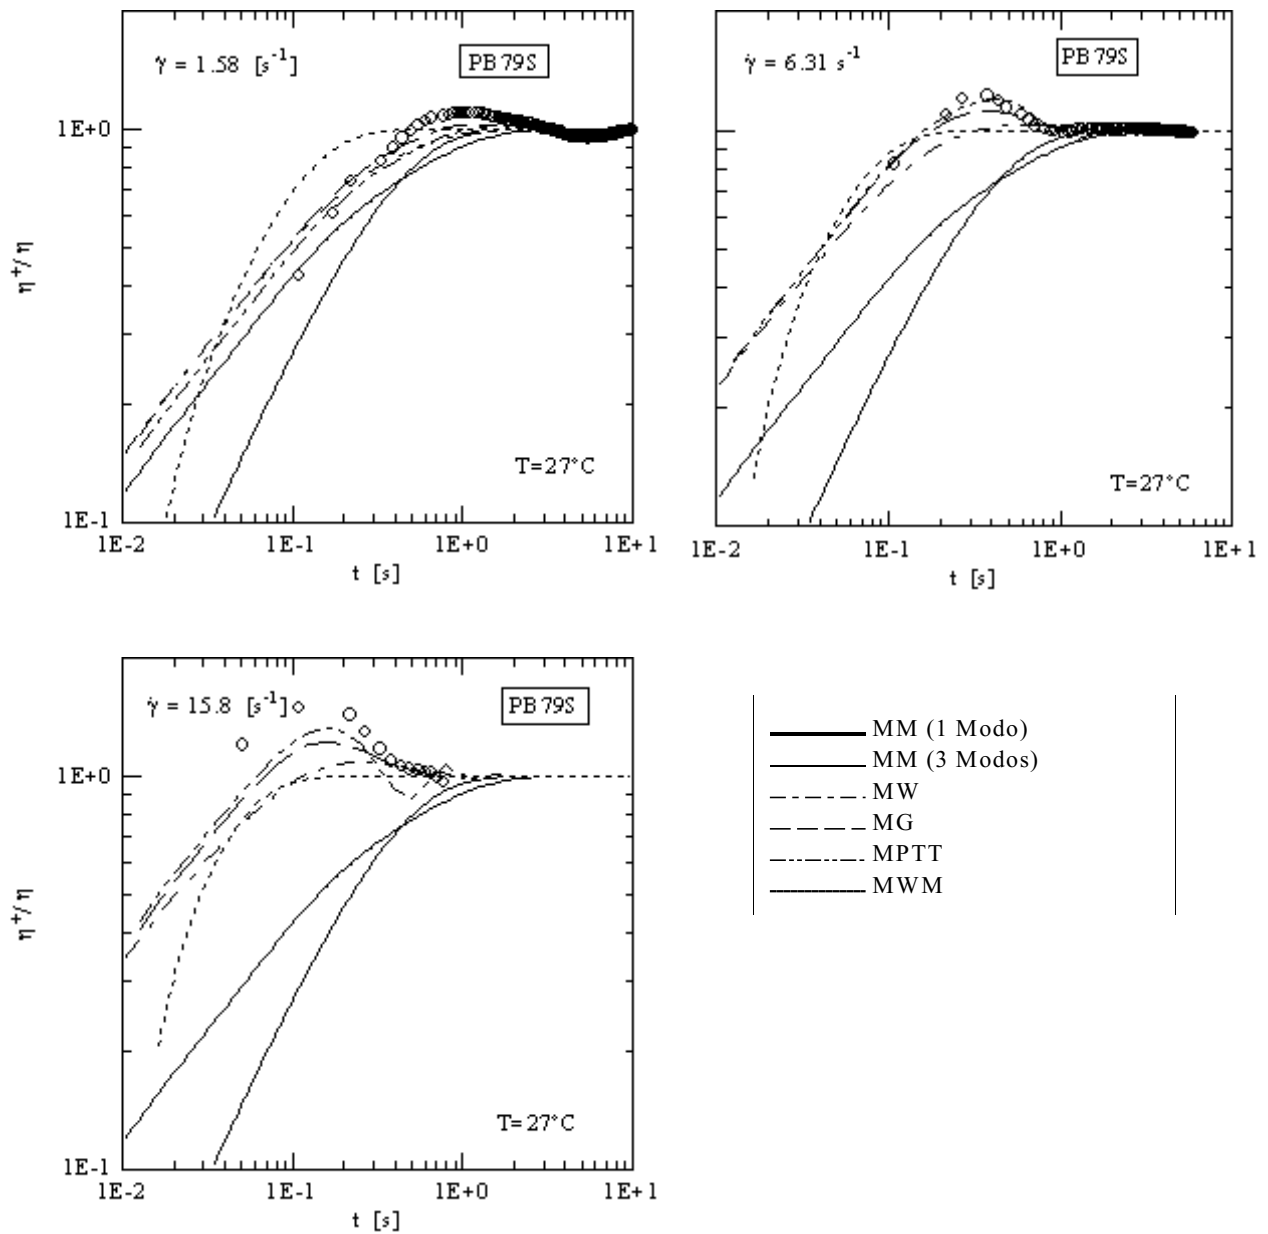 γ̇ = 1.58 [s⁻¹]
PB 79S
1E+0
η⁺/η
T=27°C
1E-1
1E-2 1E-1 1E+0 1E+1
t [s]
γ̇ = 6.31 s⁻¹
PB 79S
T=27°C
1E-2 1E-1 1E+0 1E+1
t [s]
γ̇ = 15.8 [s⁻¹]
PB 79S
1E+0
η⁺/η
T=27°C
1E-1
1E-2 1E-1 1E+0 1E+1
t [s]
MM (1 Modo)
MM (3 Modos)
MW
MG
MPTT
MWM